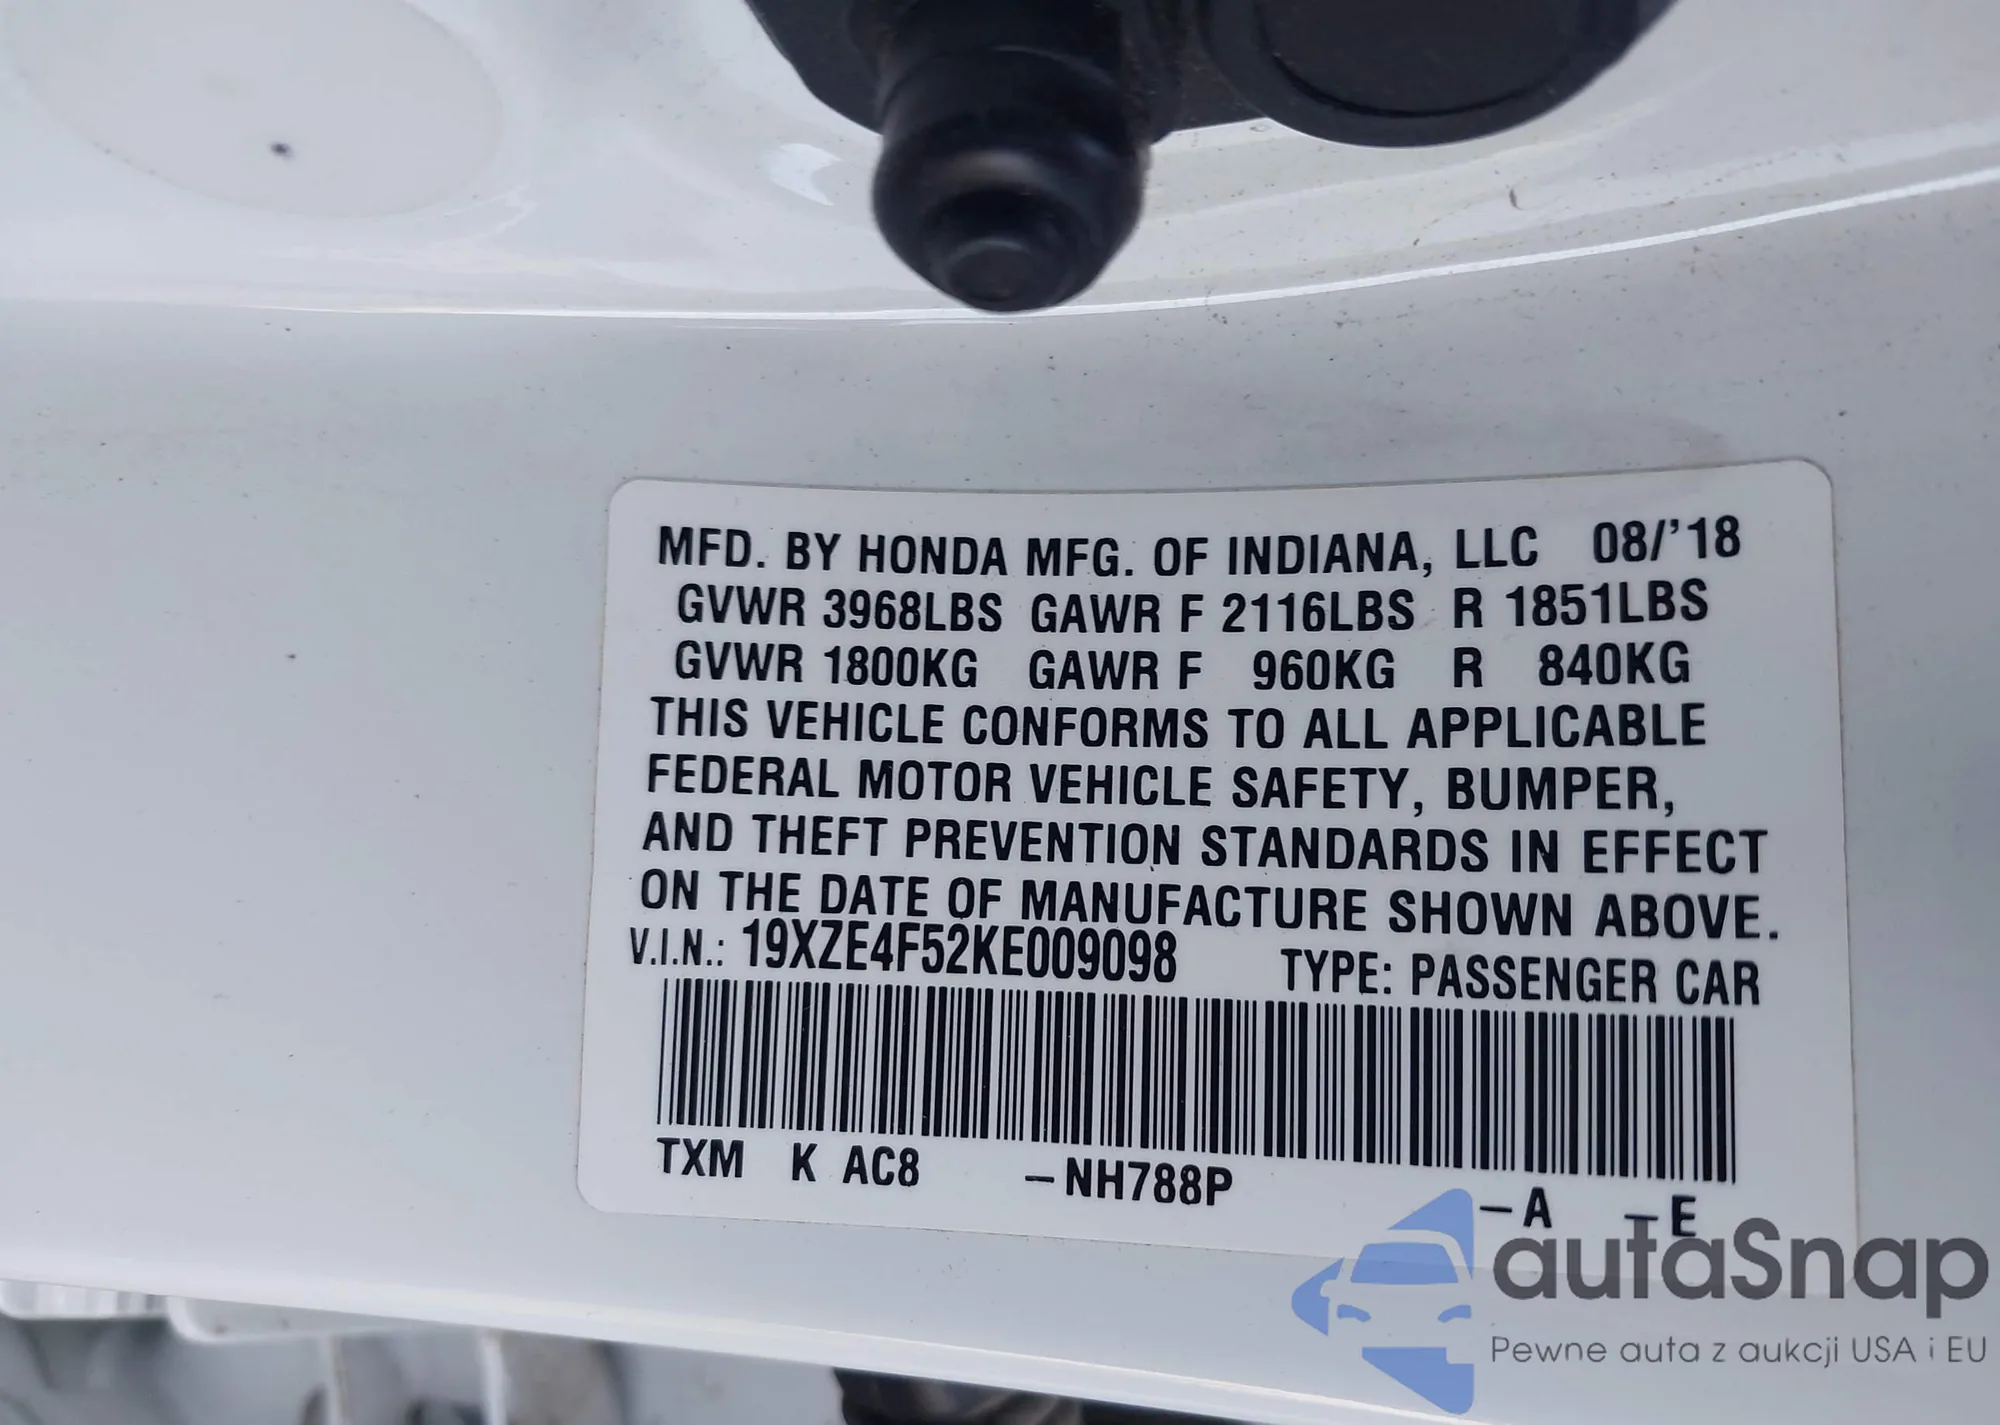 MFD. BY HONDA MFG. OF INDIANA, LLC 08/'18
GVWR 3968LBS GAWR F 2116LBS R 1851LBS
GVWR 1800KG GAWR F 960KG R 840KG
THIS VEHICLE CONFORMS TO ALL APPLICABLE
FEDERAL MOTOR VEHICLE SAFETY, BUMPER,
AND THEFT PREVENTION STANDARDS IN EFFECT
ON THE DATE OF MANUFACTURE SHOWN ABOVE.
V.I.N.: 19XZE4F52KE009098 TYPE: PASSENGER CAR
TXM K AC8 -NH788P -A -E
autaSnap
Pewne auta z aukcji USA i EU